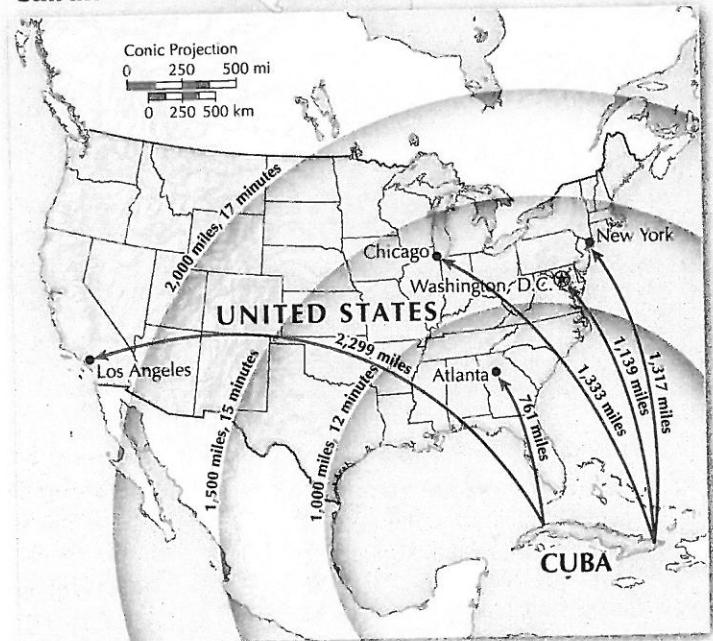 Conic Projection
0 250 500 mi
0 250 500 km
2,000 miles, 17 minutes
Chicago
New York
Washington, D.C.
UNITED STATES
2,299 miles
Los Angeles
Atlanta
1,500 miles, 15 minutes
1,000 miles, 12 minutes
761 miles
1,333 miles
1,139 miles
1,317 miles
CUBA